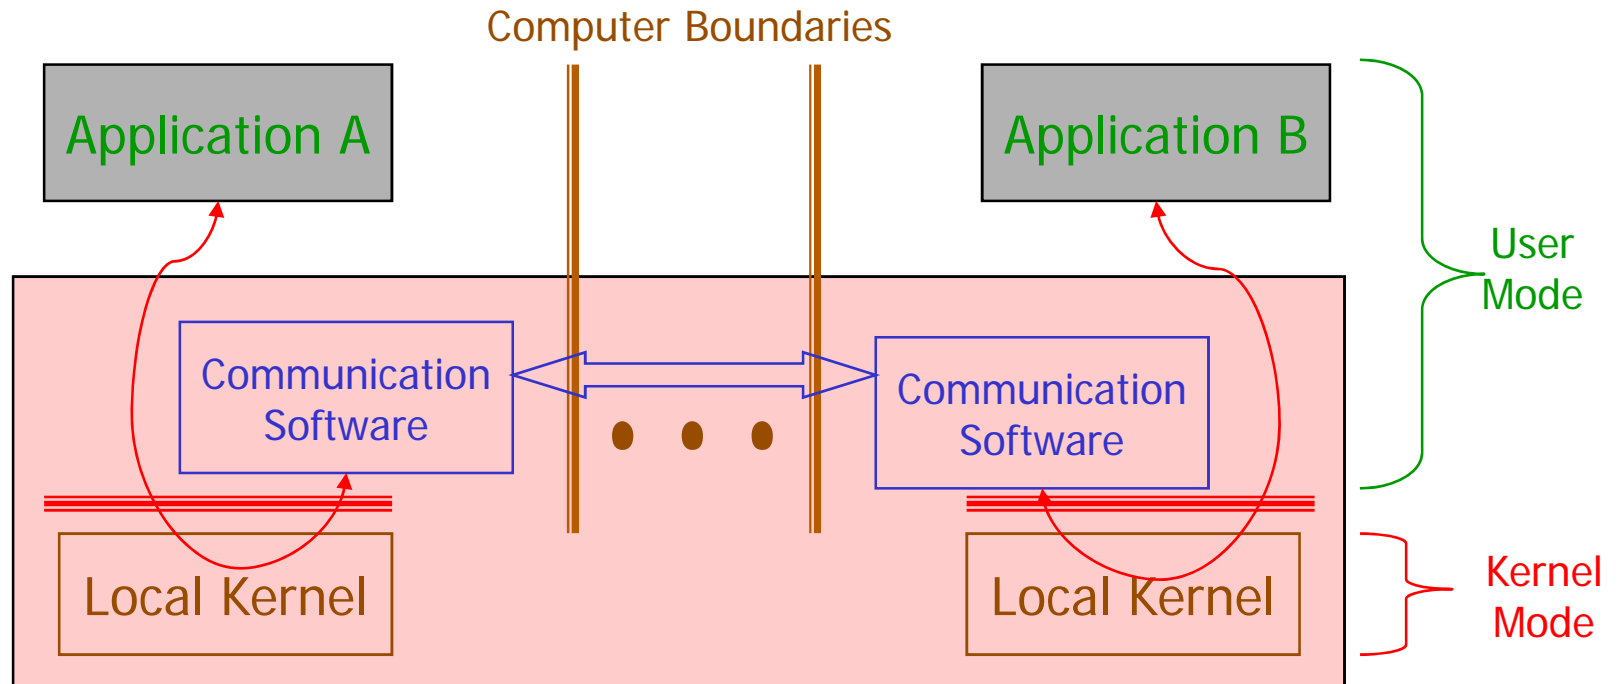 Computer Boundaries
Application A
Application B
User
Mode
Communication
Software
Communication
Software
Local Kernel
Local Kernel
Kernel
Mode